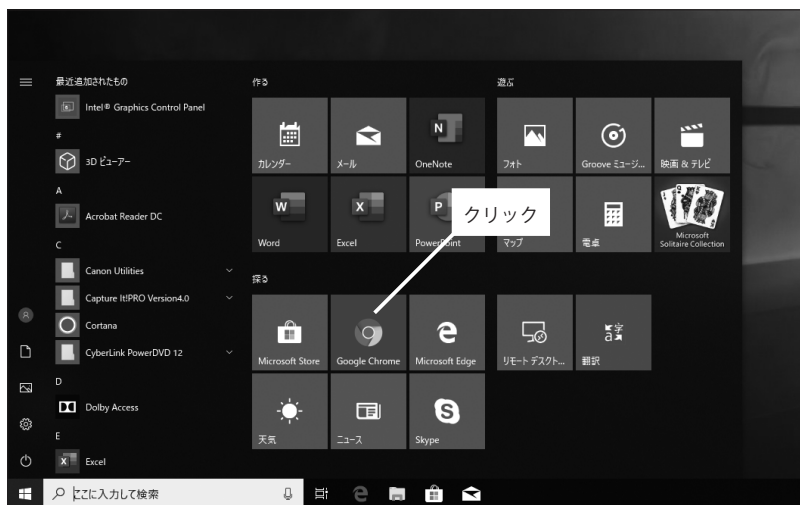 最近追加されたもの
Intel® Graphics Control Panel
#
3D ビューアー
A
Acrobat Reader DC
C
Canon Utilities
Capture It!PRO Version4.0
Cortana
CyberLink PowerDVD 12
D
Dolby Access
E
Excel
作る
カレンダー
メール
OneNote
Word
Excel
PowerPoint
クリック
遊ぶ
フォト
Groove ミュージ...
映画 & テレビ
マップ
電卓
Microsoft
Solitaire Collection
探る
Microsoft Store
Google Chrome
Microsoft Edge
リモート デスクト...
翻訳
天気
ニュース
Skype
ここに入力して検索